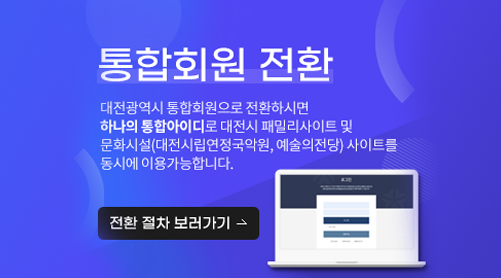 통합회원 전환
대전광역시 통합회원으로 전환하시면
하나의 통합아이디로 대전시 패밀리사이트 및
문화시설(대전시립연정국악원, 예술의전당) 사이트를
동시에 이용가능합니다.
전환 절차 보러가기 →
로그인